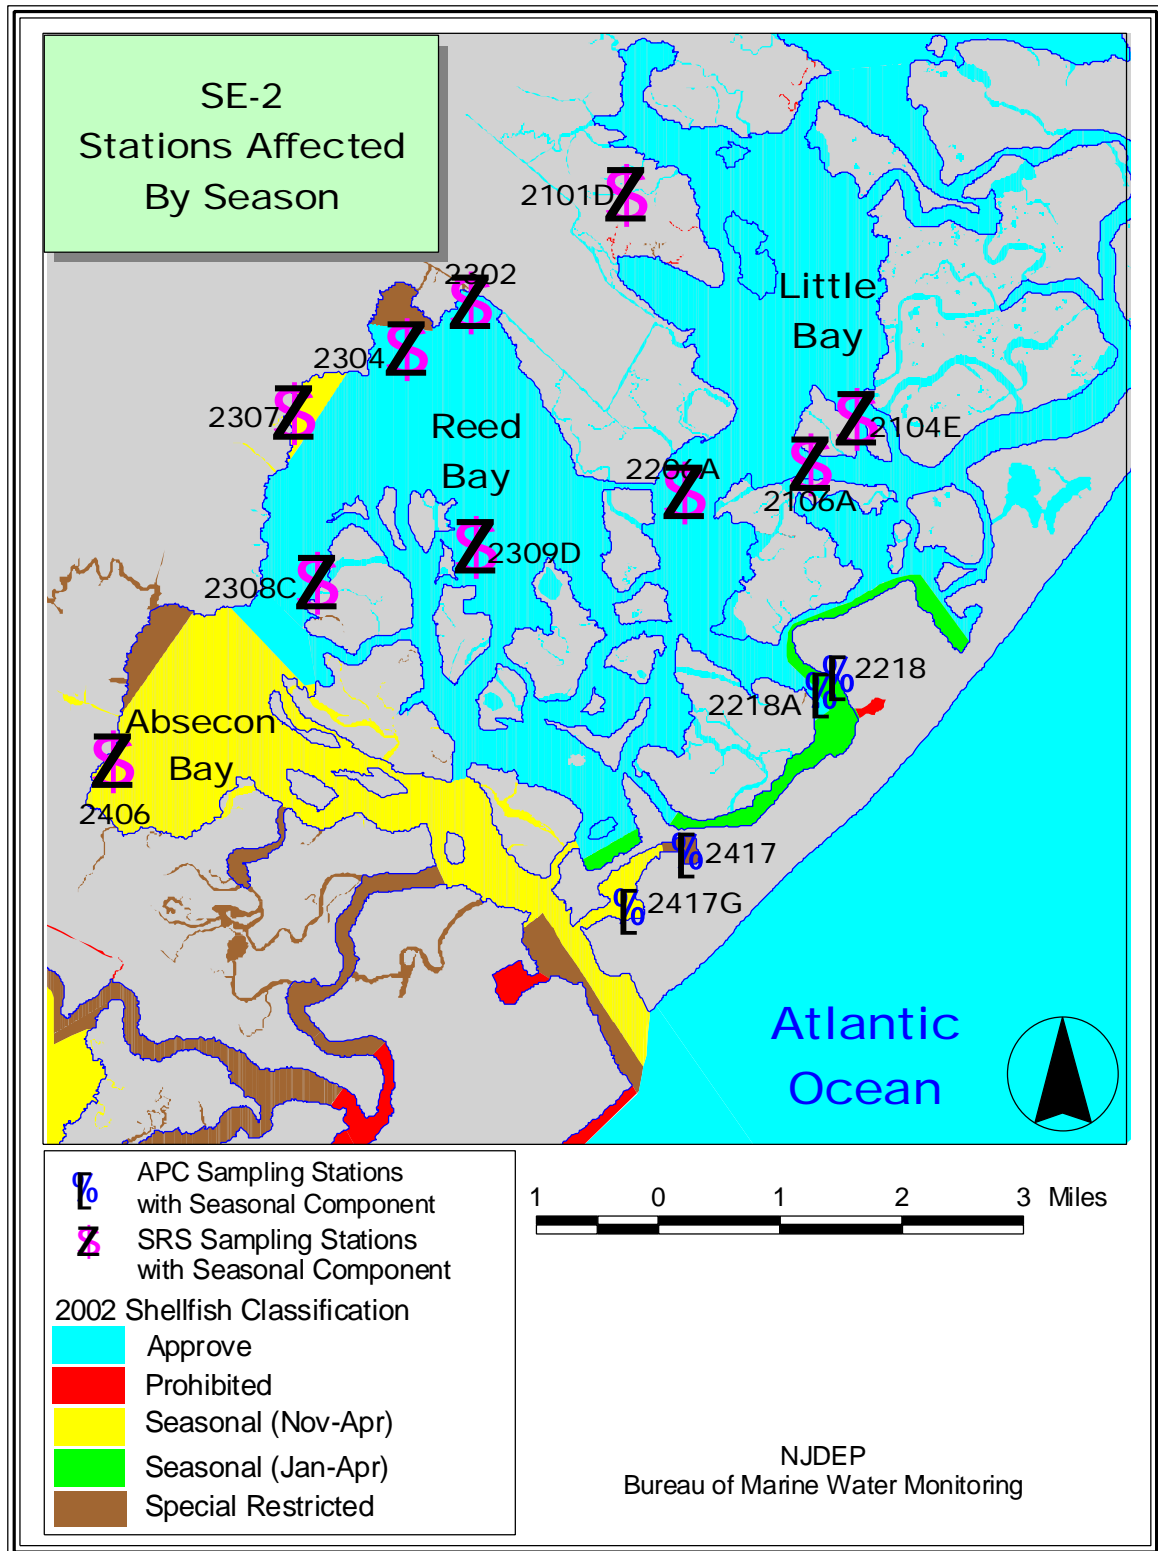 SE-2
Stations Affected
By Season
2101D
2302
Little
Bay
2304
2307
Reed
Bay
2104E
2206A
2106A
2309D
2308C
2218
2218A
Absecon
Bay
2406
2417
2417G
Atlantic
Ocean
APC Sampling Stations
with Seasonal Component
SRS Sampling Stations
with Seasonal Component
2002 Shellfish Classification
Approve
Prohibited
Seasonal (Nov-Apr)
Seasonal (Jan-Apr)
Special Restricted
1 0 1 2 3 Miles
NJDEP
Bureau of Marine Water Monitoring